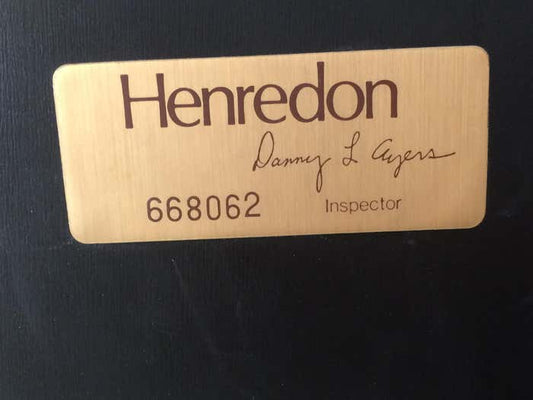 Henredon
Danny L Ayers
668062 Inspector